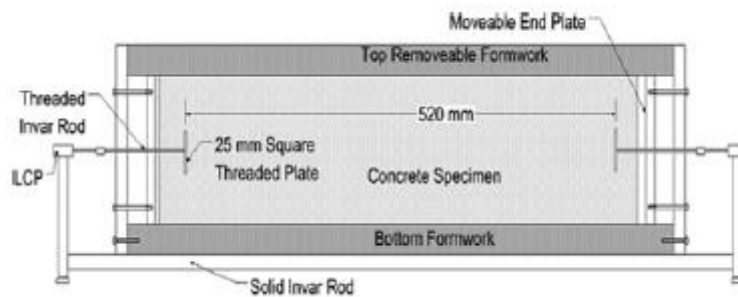 Moveable End Plate
Top Removeable Formwork
Threaded
Invar Rod
520 mm
25 mm Square
Threaded Plate
ILCP
Concrete Specimen
Bottom Formwork
Solid Invar Rod